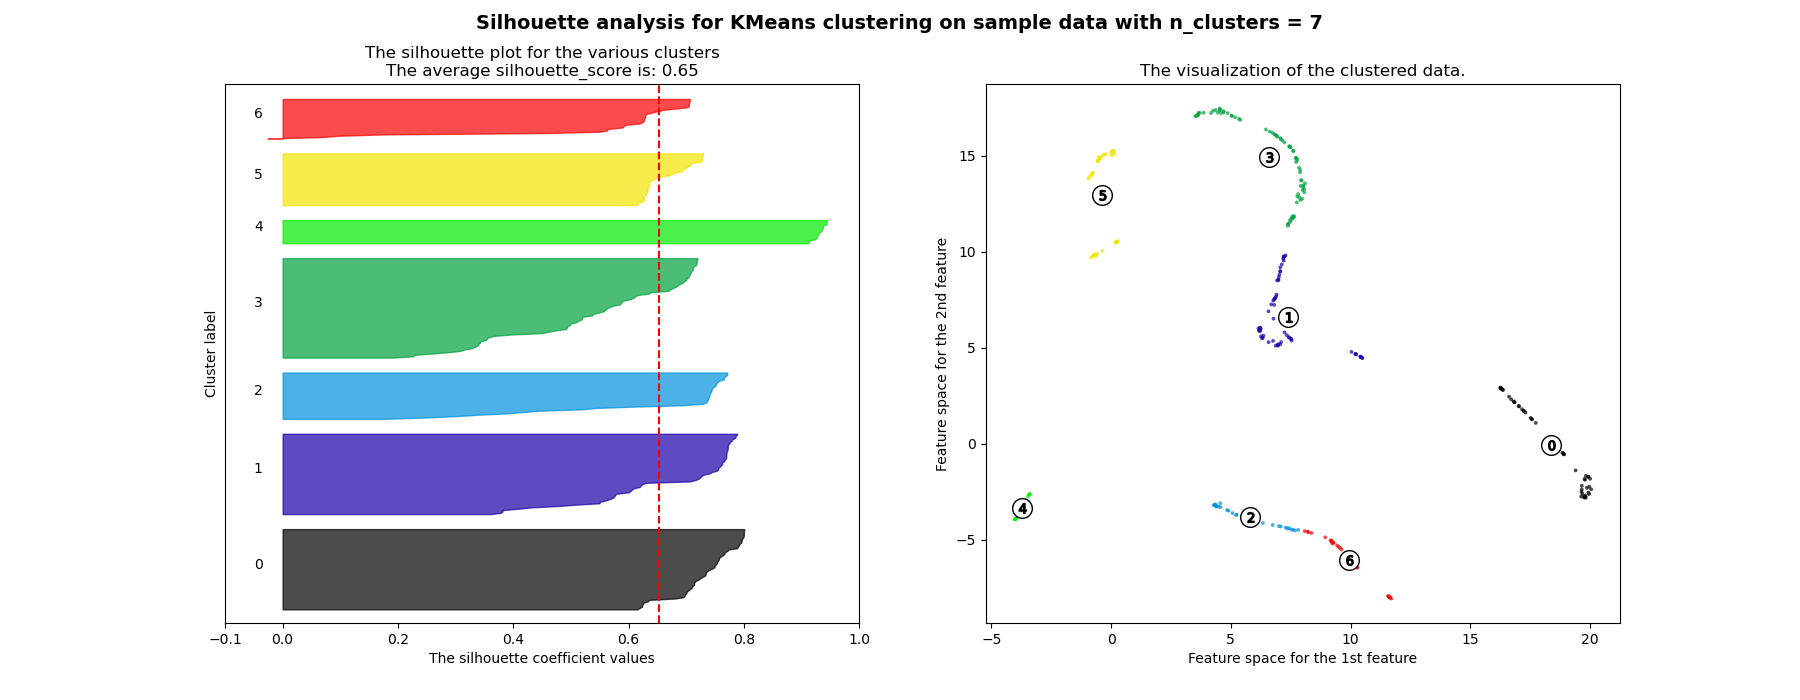 Silhouette analysis for KMeans clustering on sample data with n_clusters = 7
The silhouette plot for the various clusters
The average silhouette_score is: 0.65
6
5
4
3
2
1
0
Cluster label
−0.1 0.0 0.2 0.4 0.6 0.8 1.0
The silhouette coefficient values
The visualization of the clustered data.
15
10
5
0
−5
Feature space for the 2nd feature
3
5
1
0
4
2
6
−5 0 5 10 15 20
Feature space for the 1st feature